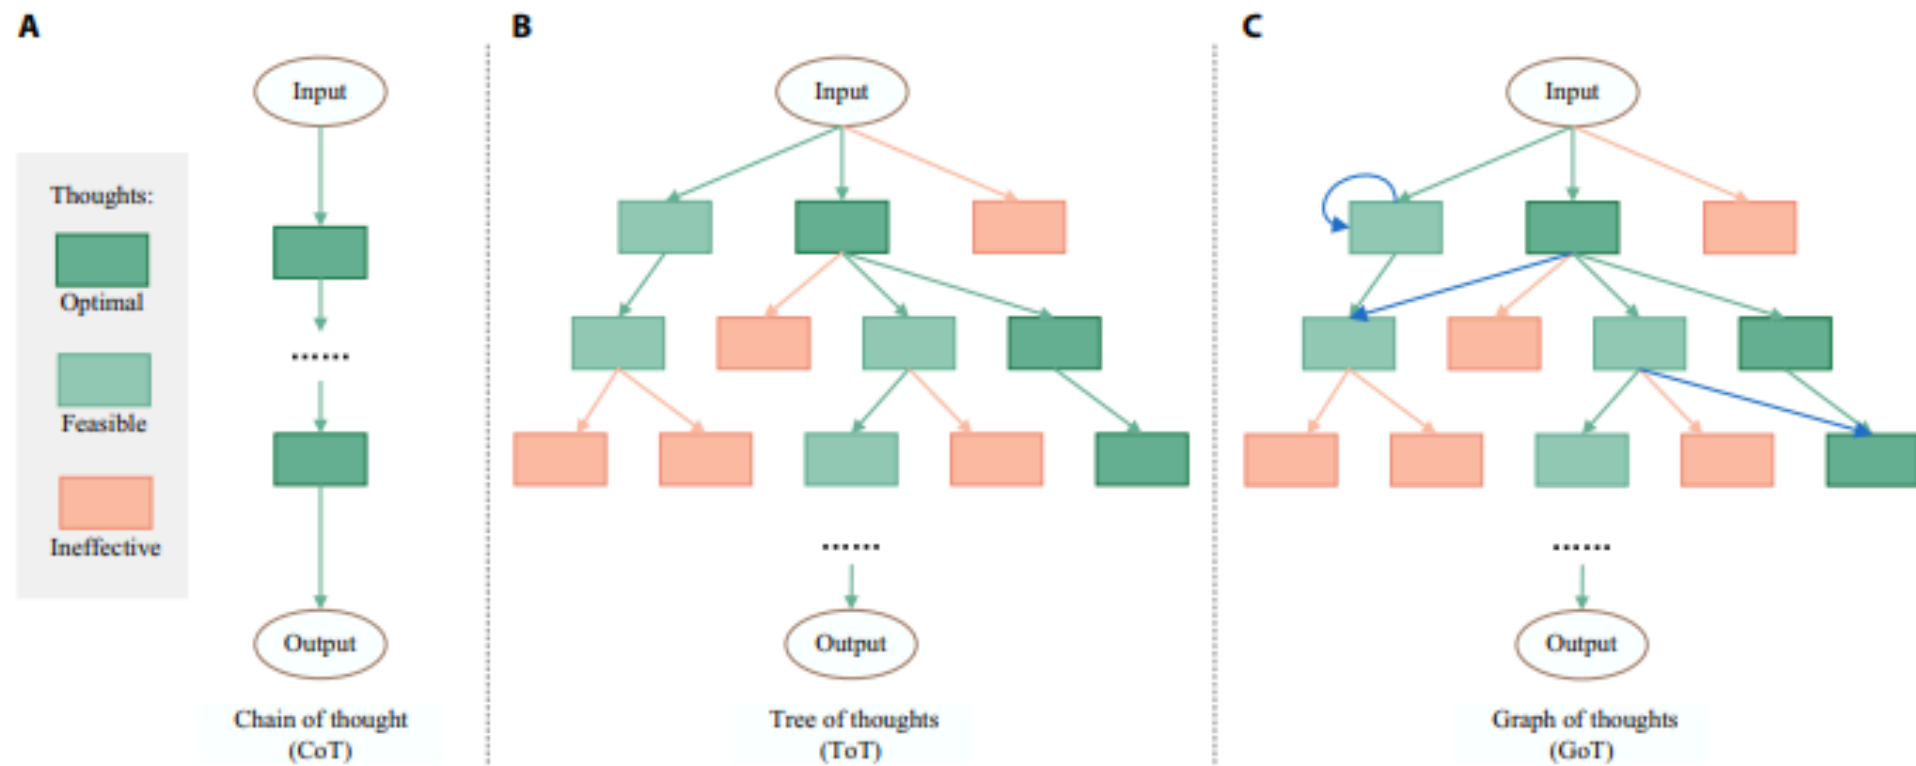 A
B
C
Input
Input
Input
Thoughts:
Optimal
......
Feasible
Ineffective
......
......
Output
Output
Output
Chain of thought
(CoT)
Tree of thoughts
(ToT)
Graph of thoughts
(GoT)